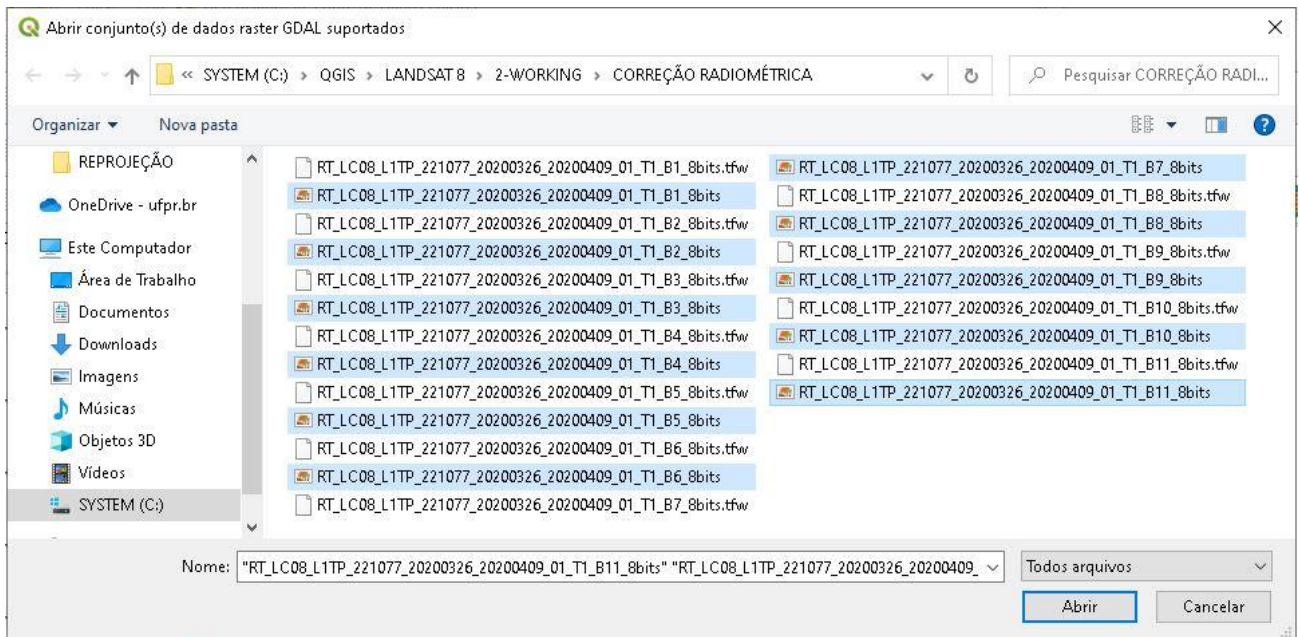 Abrir conjunto(s) de dados raster GDAL suportados
« SYSTEM (C:) › QGIS › LANDSAT 8 › 2-WORKING › CORREÇÃO RADIOMÉTRICA
Pesquisar CORREÇÃO RADI...
Organizar
Nova pasta
REPROJEÇÃO
OneDrive - ufpr.br
Este Computador
Área de Trabalho
Documentos
Downloads
Imagens
Músicas
Objetos 3D
Vídeos
SYSTEM (C:)
RT_LC08_L1TP_221077_20200326_20200409_01_T1_B1_8bits.tfw
RT_LC08_L1TP_221077_20200326_20200409_01_T1_B1_8bits
RT_LC08_L1TP_221077_20200326_20200409_01_T1_B2_8bits.tfw
RT_LC08_L1TP_221077_20200326_20200409_01_T1_B2_8bits
RT_LC08_L1TP_221077_20200326_20200409_01_T1_B3_8bits.tfw
RT_LC08_L1TP_221077_20200326_20200409_01_T1_B3_8bits
RT_LC08_L1TP_221077_20200326_20200409_01_T1_B4_8bits.tfw
RT_LC08_L1TP_221077_20200326_20200409_01_T1_B4_8bits
RT_LC08_L1TP_221077_20200326_20200409_01_T1_B5_8bits.tfw
RT_LC08_L1TP_221077_20200326_20200409_01_T1_B5_8bits
RT_LC08_L1TP_221077_20200326_20200409_01_T1_B6_8bits.tfw
RT_LC08_L1TP_221077_20200326_20200409_01_T1_B6_8bits
RT_LC08_L1TP_221077_20200326_20200409_01_T1_B7_8bits.tfw
RT_LC08_L1TP_221077_20200326_20200409_01_T1_B7_8bits
RT_LC08_L1TP_221077_20200326_20200409_01_T1_B8_8bits.tfw
RT_LC08_L1TP_221077_20200326_20200409_01_T1_B8_8bits
RT_LC08_L1TP_221077_20200326_20200409_01_T1_B9_8bits.tfw
RT_LC08_L1TP_221077_20200326_20200409_01_T1_B9_8bits
RT_LC08_L1TP_221077_20200326_20200409_01_T1_B10_8bits.tfw
RT_LC08_L1TP_221077_20200326_20200409_01_T1_B10_8bits
RT_LC08_L1TP_221077_20200326_20200409_01_T1_B11_8bits.tfw
RT_LC08_L1TP_221077_20200326_20200409_01_T1_B11_8bits
Nome: "RT_LC08_L1TP_221077_20200326_20200409_01_T1_B11_8bits" "RT_LC08_L1TP_221077_20200326_20200409_
Todos arquivos
Abrir
Cancelar